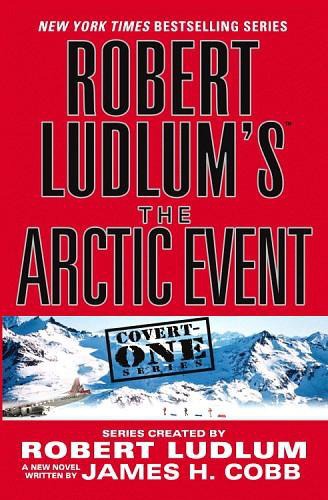 NEW YORK TIMES BESTSELLING SERIES
ROBERT
LUDLUM'S™
THE
ARCTIC EVENT
COVERT-
ONE
SERIES
SERIES CREATED BY
ROBERT LUDLUM
A NEW NOVEL
WRITTEN BY JAMES H. COBB